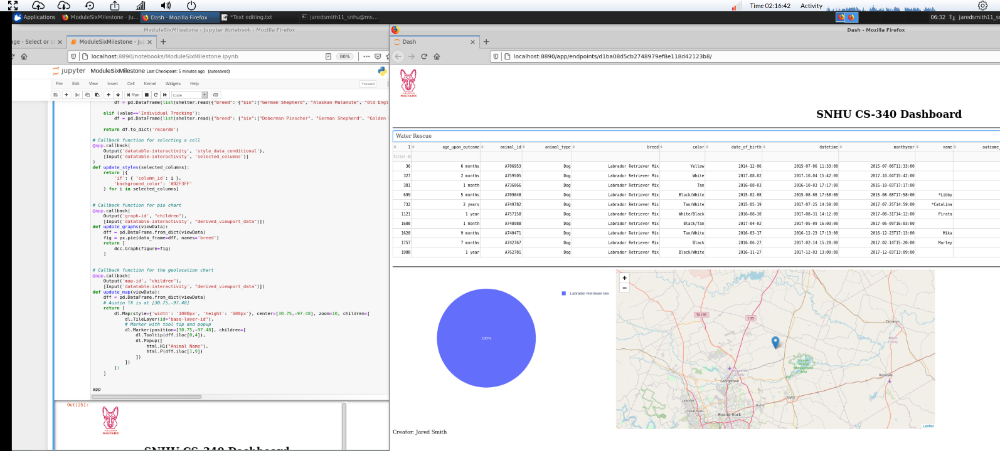 Time 02:16:42 Activity
Applications ModuleSixMilestone - Ju... Dash - Mozilla Firefox *Text editing.txt jaredsmith11_snhu@ms... 06:32 jaredsmith11_s
ModuleSixMilestone - Jupyter Notebook - Mozilla Firefox
age - Select or c ModuleSixMilestone - Ju
localhost:8890/notebooks/ModuleSixMilestone.ipynb 80%
jupyter ModuleSixMilestone Last Checkpoint: 5 minutes ago (autosaved)
File Edit View Insert Cell Kernel Widgets Help Trusted
Run Code
df = pd.DataFrame(list(shelter.read({"breed": {"$in":["German Shepherd", "Alaskan Malamute", "Old Engl
elif (value=='Individual Tracking'):
df = pd.DataFrame(list(shelter.read({"breed": {"$in":["Doberman Pinscher", "German Shepherd", "Golden
return df.to_dict('records')
# Callback function for selecting a cell
@app.callback(
Output('datatable-interactivity', 'style_data_conditional'),
[Input('datatable-interactivity', 'selected_columns')]
)
def update_styles(selected_columns):
return [{
'if': { 'column_id': i },
'background_color': '#D2F3FF'
} for i in selected_columns]
# Callback function for pie chart
@app.callback(
Output('graph-id', "children"),
[Input('datatable-interactivity', "derived_viewport_data")])
def update_graphs(viewData):
dff = pd.DataFrame.from_dict(viewData)
fig = px.pie(data_frame=dff, names='breed')
return [
dcc.Graph(figure=fig)
]
# Callback function for the geolocation chart
@app.callback(
Output('map-id', "children"),
[Input('datatable-interactivity', "derived_viewport_data")])
def update_map(viewData):
dff = pd.DataFrame.from_dict(viewData)
# Austin TX is at [30.75,-97.48]
return [
dl.Map(style={'width': '1000px', 'height': '500px'}, center=[30.75,-97.48], zoom=10, children=[
dl.TileLayer(id="base-layer-id"),
# Marker with tool tip and popup
dl.Marker(position=[30.75,-97.48], children=[
dl.Tooltip(dff.iloc[0,4]),
dl.Popup([
html.H1("Animal Name"),
html.P(dff.iloc[1,9])
])
])
])
]
app
Out[25]:
SALVARE
SNHU CS-340 Dashboard
Dash - Mozilla Firefox
Dash
localhost:8890/app/endpoints/d1ba08d5cb2748979ef8e118d42123b8/
SALVARE
SNHU CS-340 Dashboard
Water Rescue
1 age_upon_outcome animal_id animal_type breed color date_of_birth datetime monthyear name outcome_
filter da
36 6 months A706953 Dog Labrador Retriever Mix Yellow 2014-12-06 2015-07-06 11:33:00 2015-07-06T11:33:00
327 2 months A759505 Dog Labrador Retriever Mix White 2017-08-02 2017-10-04 15:42:00 2017-10-04T15:42:00
381 1 month A736066 Dog Labrador Retriever Mix Tan 2016-08-03 2016-10-03 17:17:00 2016-10-03T17:17:00
699 5 months A709048 Dog Labrador Retriever Mix Black/White 2015-02-08 2015-08-08 17:58:00 2015-08-08T17:58:00 *Libby
732 2 years A749782 Dog Labrador Retriever Mix Tan/White 2015-05-19 2017-07-25 14:59:00 2017-07-25T14:59:00 *Catalina
1121 1 year A757158 Dog Labrador Retriever Mix White/Black 2016-08-30 2017-08-31 14:12:00 2017-08-31T14:12:00 Pirata
1608 1 month A748988 Dog Labrador Retriever Mix Black/Tan 2017-04-02 2017-05-09 16:03:00 2017-05-09T16:03:00
1628 9 months A740471 Dog Labrador Retriever Mix Tan/White 2016-03-17 2016-12-23 17:13:00 2016-12-23T17:13:00 Mika
1757 7 months A742767 Dog Labrador Retriever Mix Black 2016-06-27 2017-02-14 15:20:00 2017-02-14T15:20:00 Marley
1988 1 year A762781 Dog Labrador Retriever Mix Black/White 2016-11-27 2017-12-03 13:09:00 2017-12-03T13:09:00
Labrador Retriever Mix
100%
+
−
TX 195
I 35
Cameron
Rockdale
Georgetown
Taylor
Leander
Hutto
Cedar Park
Round Rock
Leaflet
Creator: Jared Smith